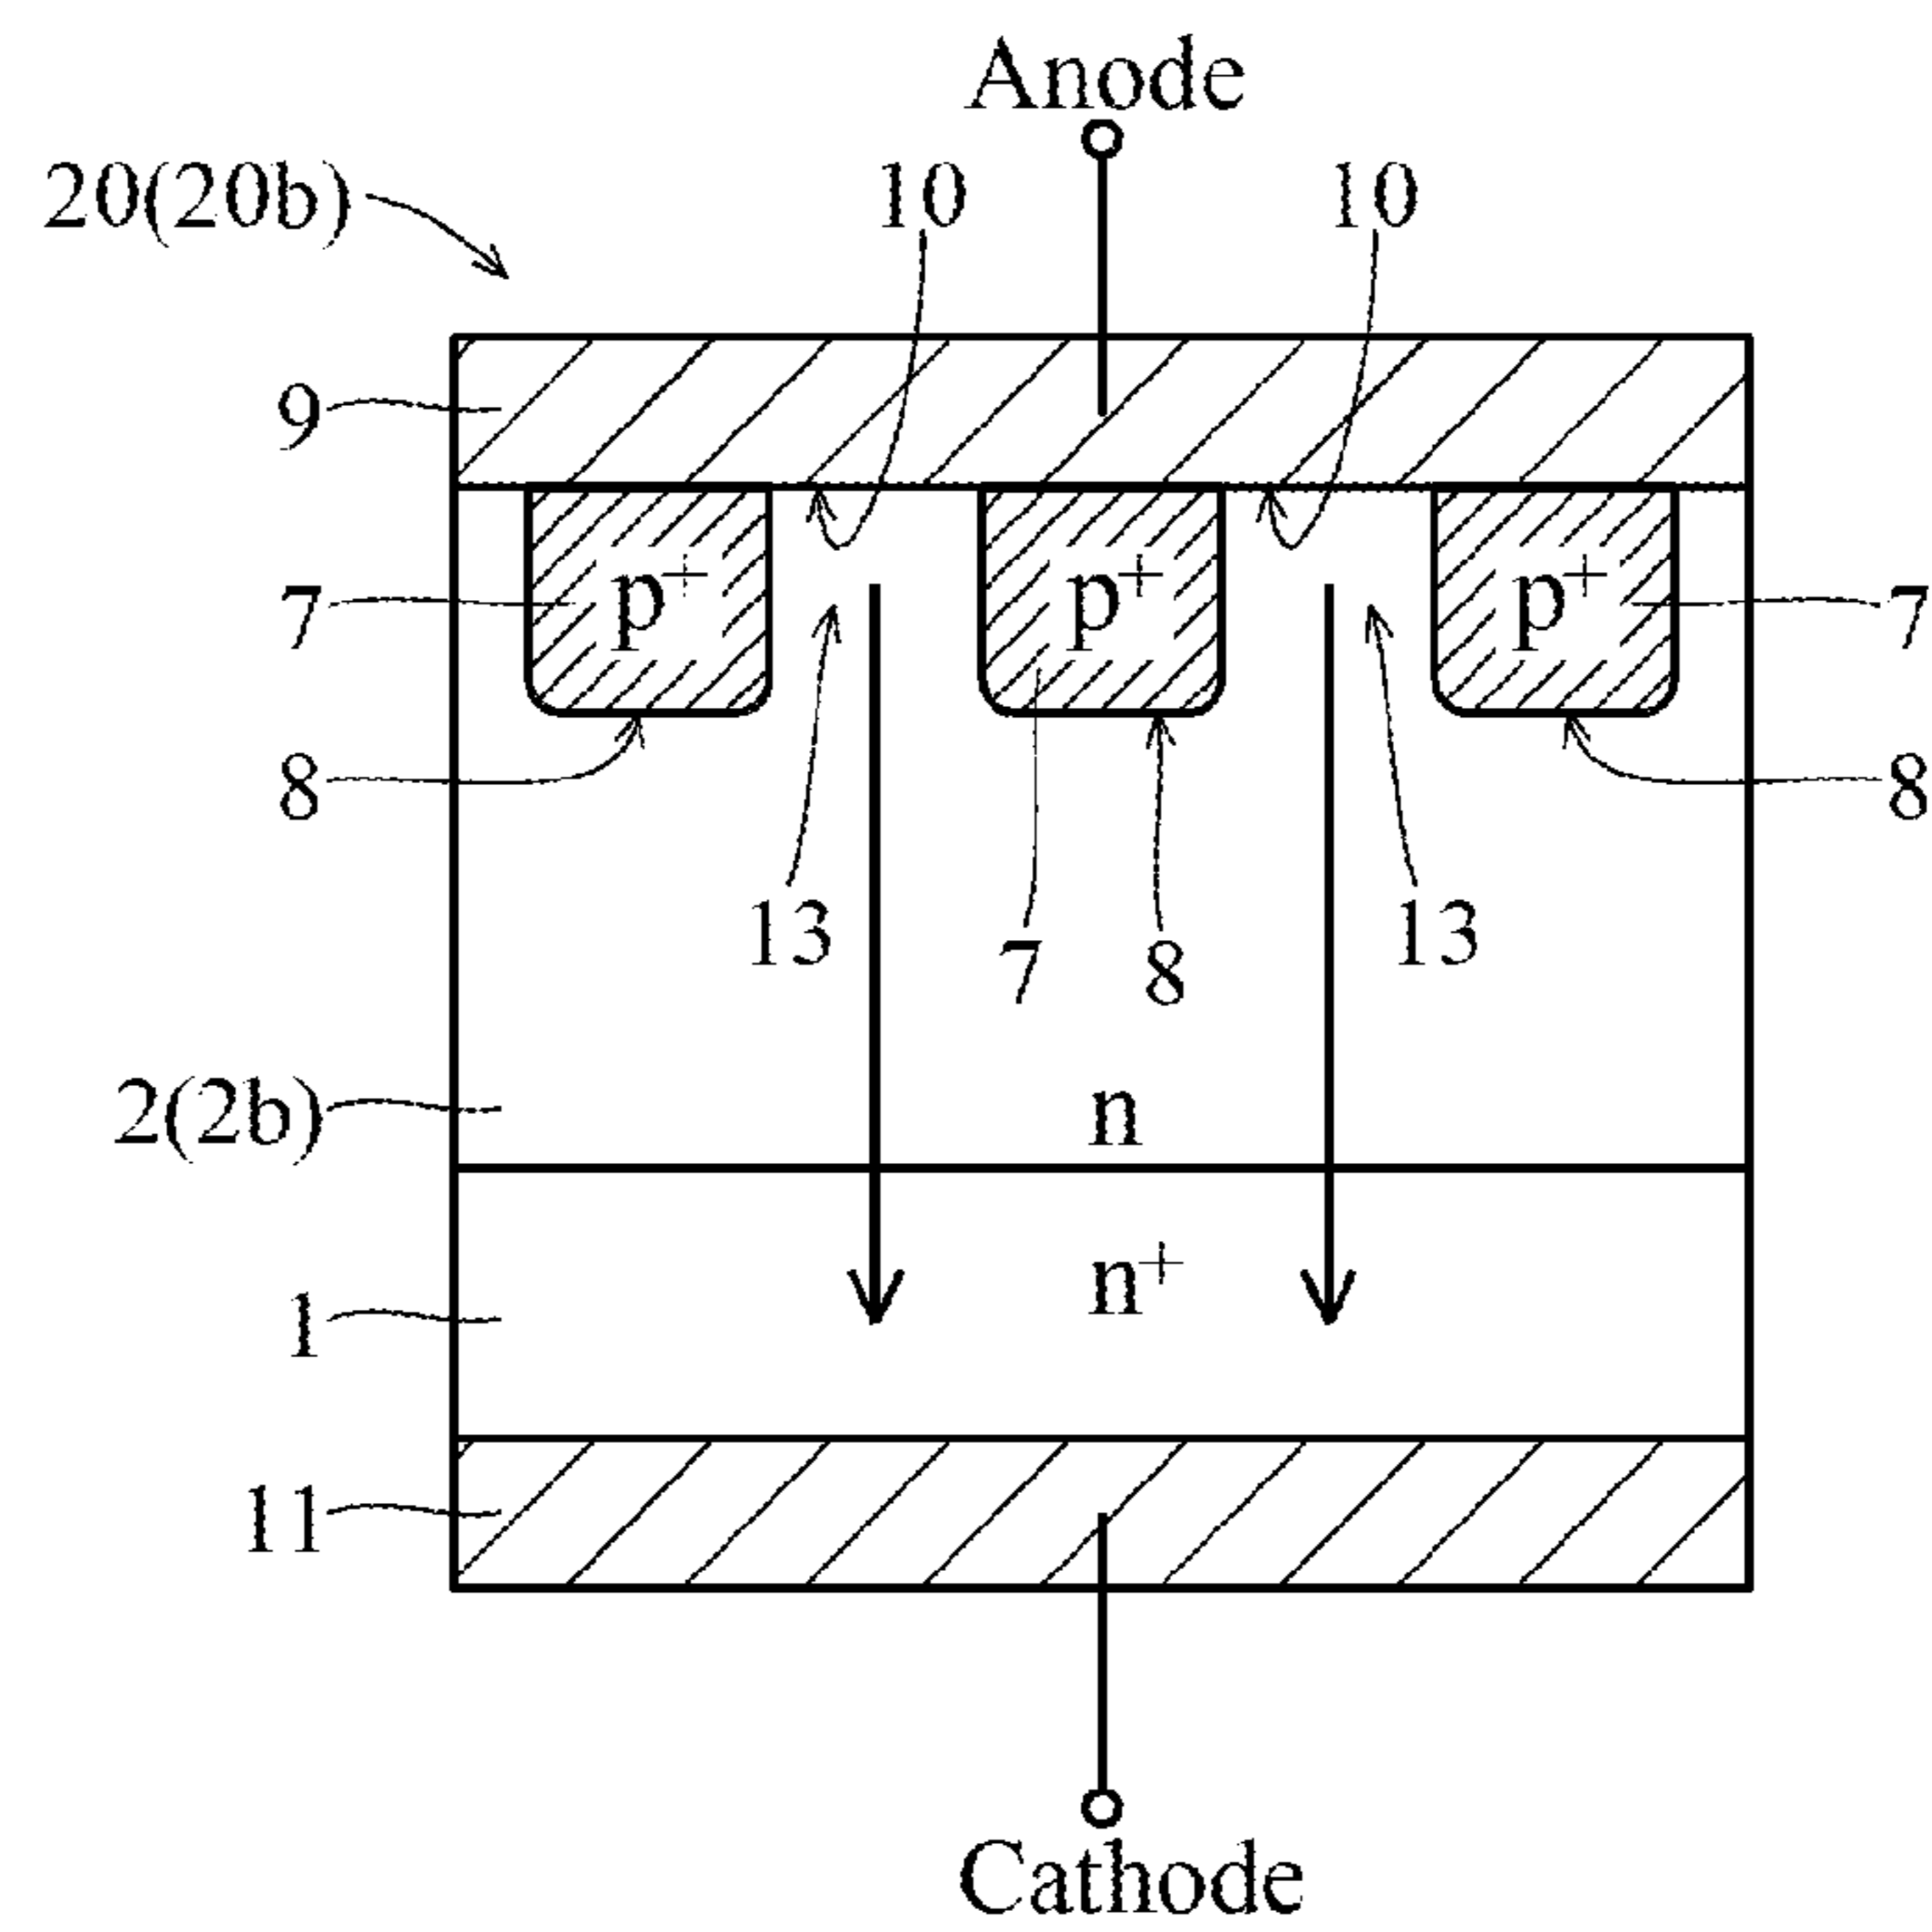 Anode
20(20b) 10 10
9
7 p+ p+ p+ 7
8 8
13 7 8 13
2(2b) n
1 n+
11
Cathode